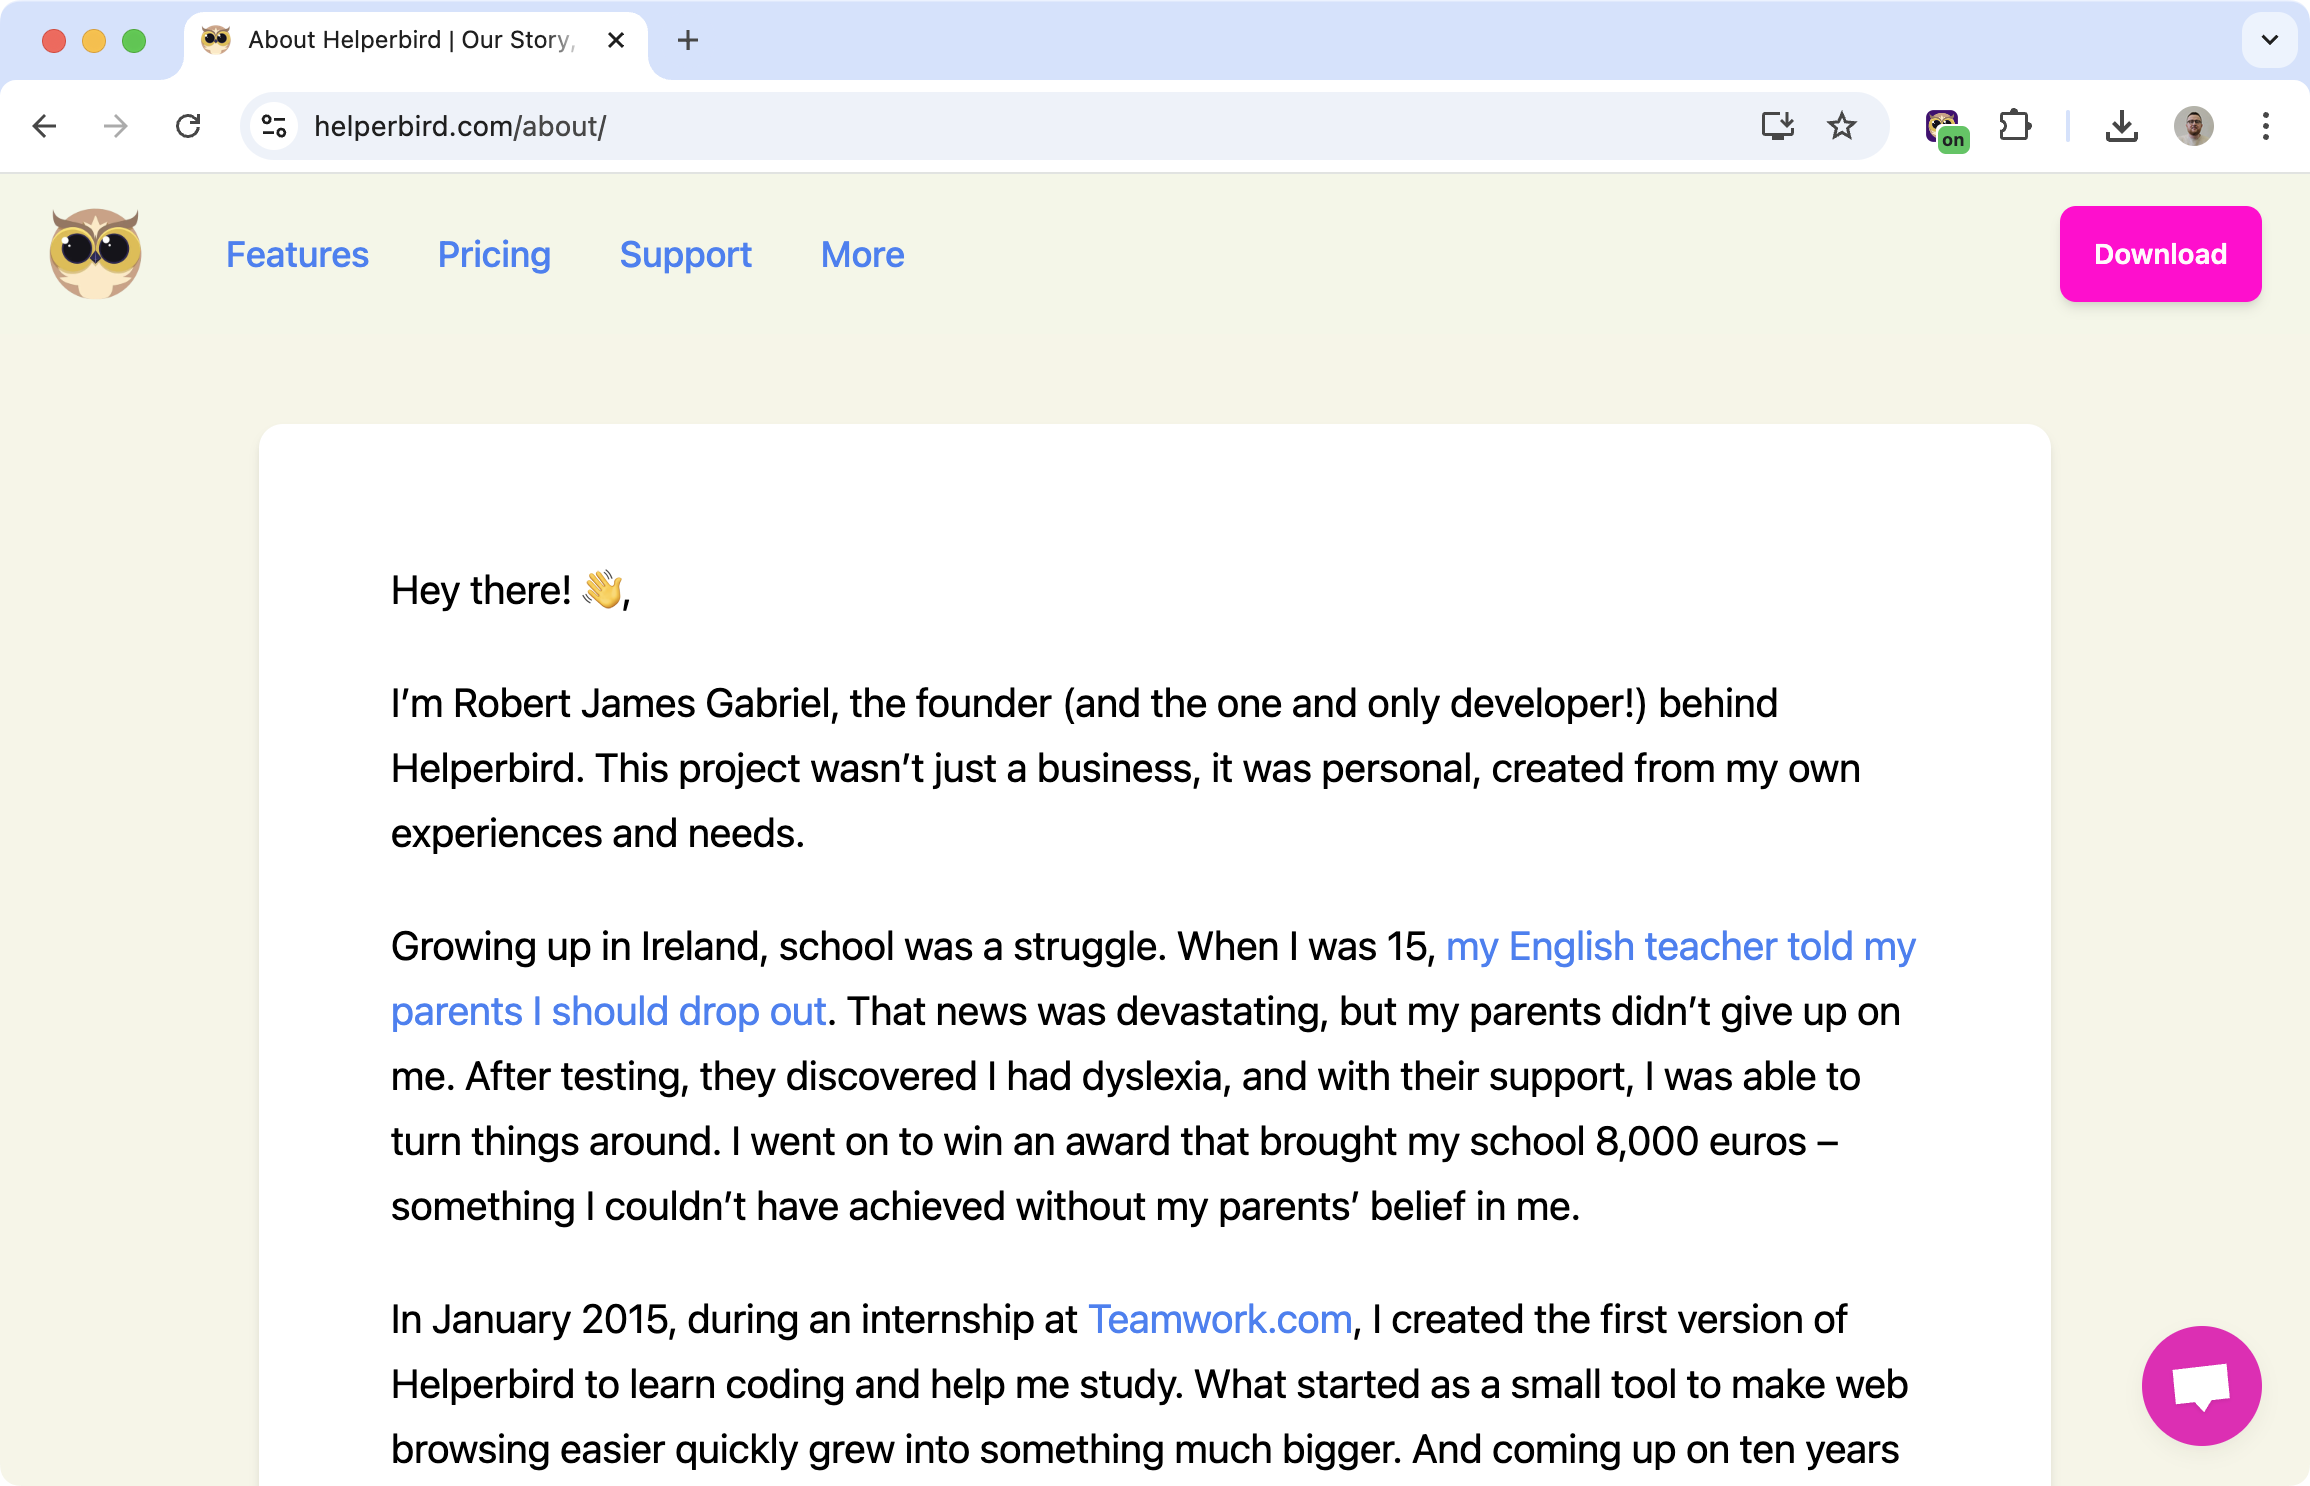 About Helperbird | Our Story,
helperbird.com/about/
on
Features Pricing Support More
Download
Hey there! 👋,
I’m Robert James Gabriel, the founder (and the one and only developer!) behind
Helperbird. This project wasn’t just a business, it was personal, created from my own
experiences and needs.
Growing up in Ireland, school was a struggle. When I was 15, my English teacher told my
parents I should drop out. That news was devastating, but my parents didn’t give up on
me. After testing, they discovered I had dyslexia, and with their support, I was able to
turn things around. I went on to win an award that brought my school 8,000 euros –
something I couldn’t have achieved without my parents’ belief in me.
In January 2015, during an internship at Teamwork.com, I created the first version of
Helperbird to learn coding and help me study. What started as a small tool to make web
browsing easier quickly grew into something much bigger. And coming up on ten years